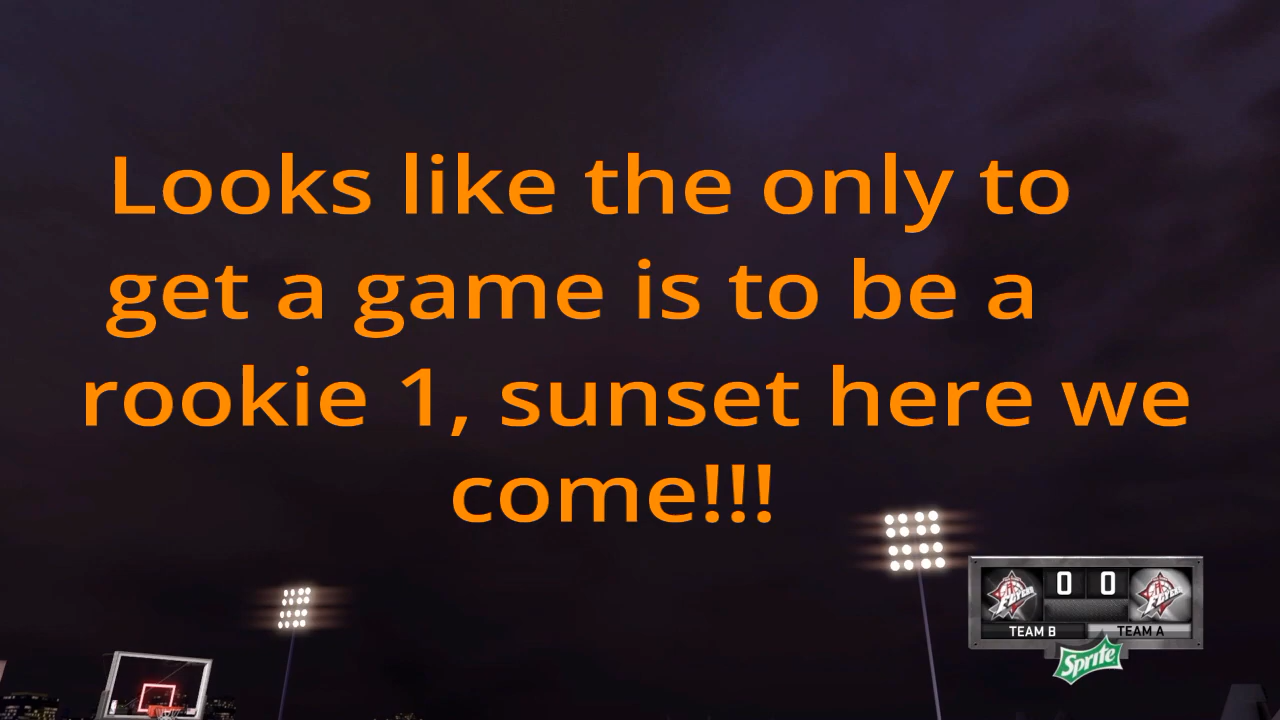 Looks like the only to
get a game is to be a
rookie 1, sunset here we
come!!!
0 0
TEAM B TEAM A
Sprite